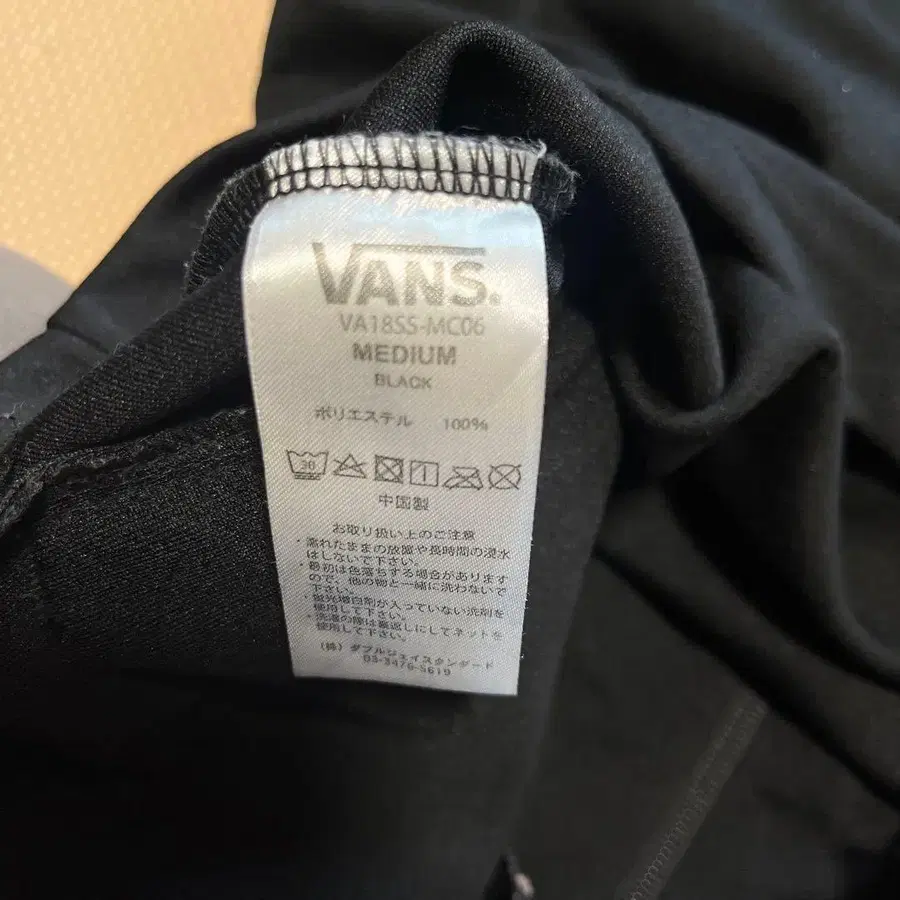 VANS.
VA18SS-MC06
MEDIUM
BLACK
ポリエステル 100%
30
中国製
お取り扱い上のご注意
・濡れたままの放置や長時間の浸水
はしないで下さい。
・最初は色落ちする場合があります
ので、他の物と一緒に洗わないで
下さい。
・蛍光増白剤が入っていない洗剤を
使用して下さい。
・洗濯の際は裏返しにしてネットを
使用して下さい。
(株)ダブルジェイスタンダード
03-3476-5619